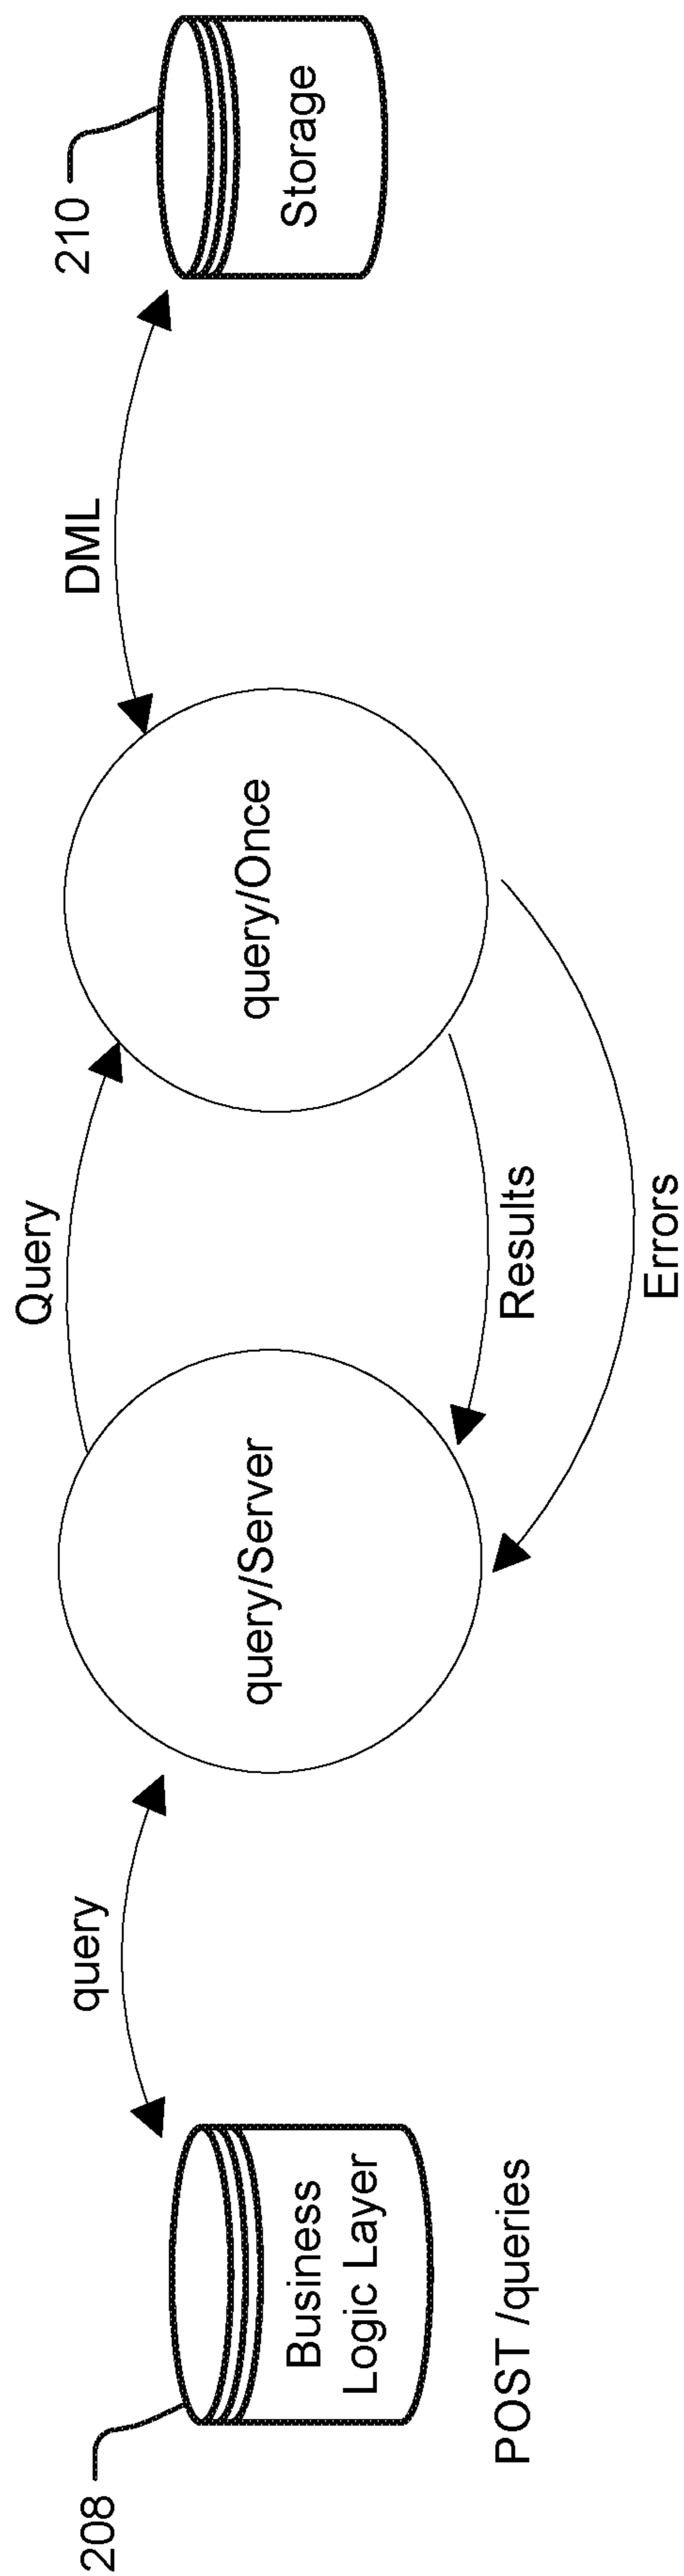 208
Business
Logic Layer
POST /queries
query
query/Server
Query
Results
Errors
query/Once
DML
210
Storage